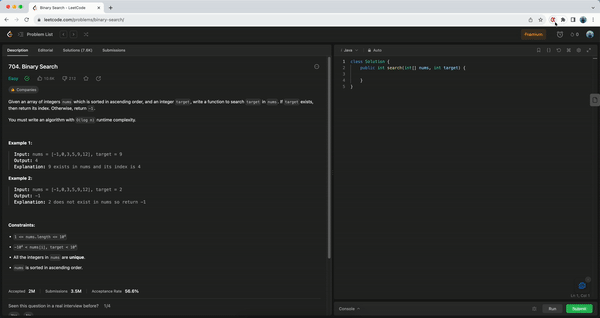 Binary Search - LeetCode
leetcode.com/problems/binary-search/
Problem List
Premium
0
Description
Editorial
Solutions (7.6K)
Submissions
704. Binary Search
Easy
Companies
Given an array of integers nums which is sorted in ascending order, and an integer target, write a function to search target in nums. If target exists,
then return its index. Otherwise, return -1.
You must write an algorithm with O(log n) runtime complexity.
Example 1:
Input: nums = [-1,0,3,5,9,12], target = 9
Output: 4
Explanation: 9 exists in nums and its index is 4
Example 2:
Input: nums = [-1,0,3,5,9,12], target = 2
Output: -1
Explanation: 2 does not exist in nums so return -1
Constraints:
1 <= nums.length <= 10⁴
-10⁴ < nums[i], target < 10⁴
All the integers in nums are unique.
nums is sorted in ascending order.
Accepted 2M
Submissions 3.5M
Acceptance Rate 56.6%
Seen this question in a real interview before? 1/4
Java
Auto
1 class Solution {
2 public int search(int[] nums, int target) {
3
4 }
5 }
Ln 1, Col 1
Console
Run
Submit